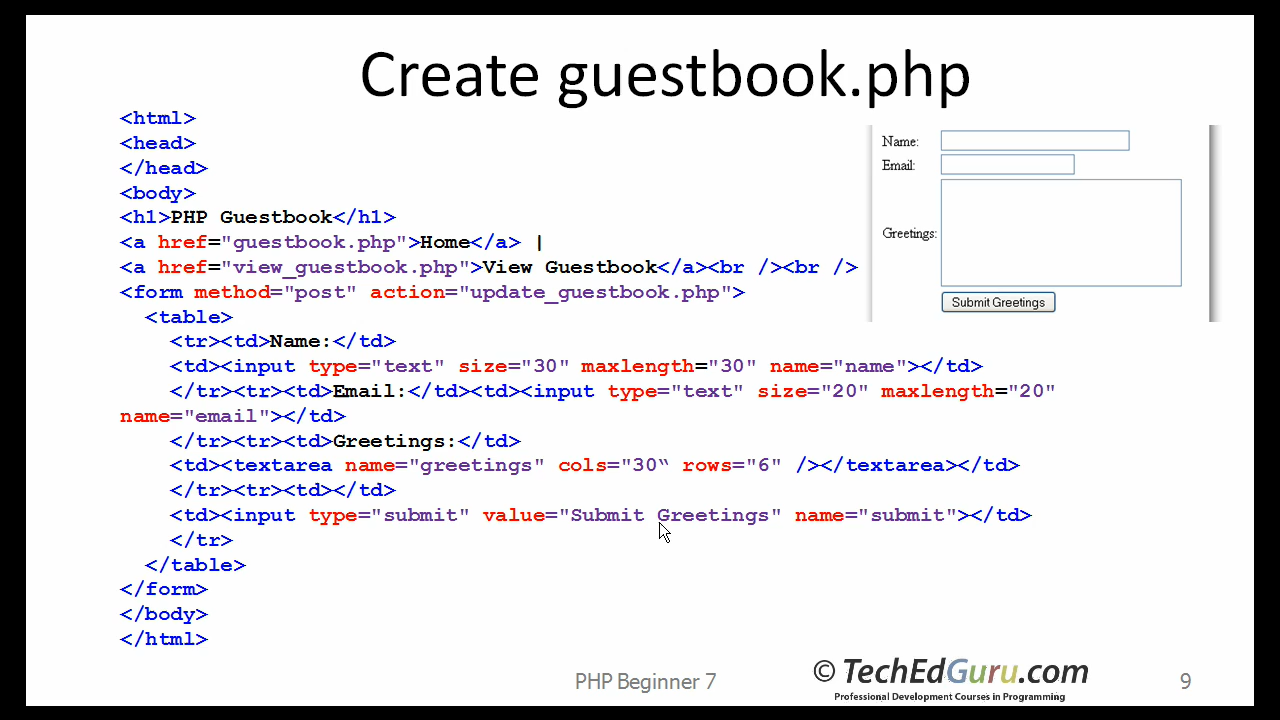 Create guestbook.php
<html>
<head>
</head>
<body>
<h1>PHP Guestbook</h1>
<a href="guestbook.php">Home</a> |
<a href="view_guestbook.php">View Guestbook</a><br /><br />
<form method="post" action="update_guestbook.php">
<table>
<tr><td>Name:</td>
<td><input type="text" size="30" maxlength="30" name="name"></td>
</tr><tr><td>Email:</td><td><input type="text" size="20" maxlength="20"
name="email"></td>
</tr><tr><td>Greetings:</td>
<td><textarea name="greetings" cols="30‟ rows="6" /></textarea></td>
</tr><tr><td></td>
<td><input type="submit" value="Submit Greetings" name="submit"></td>
</tr>
</table>
</form>
</body>
</html>
Name:
Email:
Greetings:
Submit Greetings
PHP Beginner 7
© TechEdGuru.com
Professional Development Courses in Programming
9